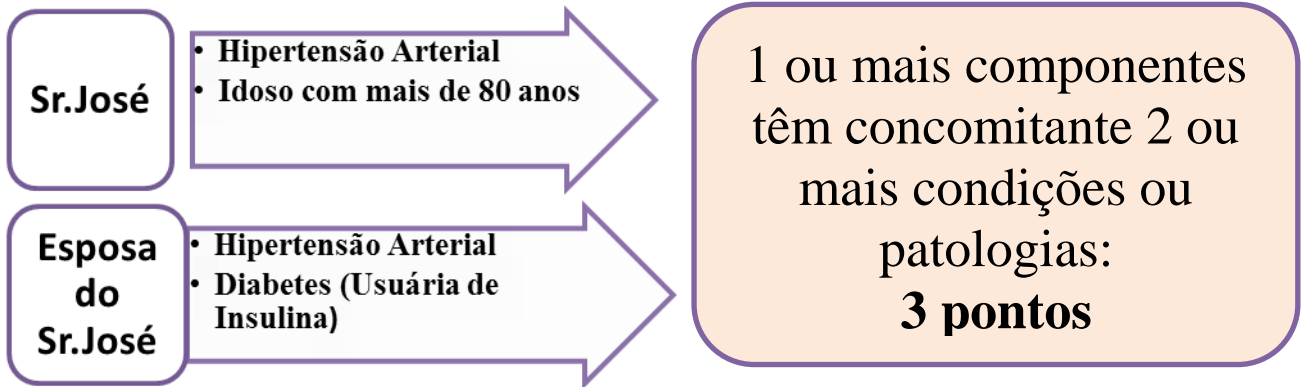 Sr.José
• Hipertensão Arterial
• Idoso com mais de 80 anos
Esposa
do
Sr.José
• Hipertensão Arterial
• Diabetes (Usuária de
Insulina)
1 ou mais componentes
têm concomitante 2 ou
mais condições ou
patologias:
3 pontos